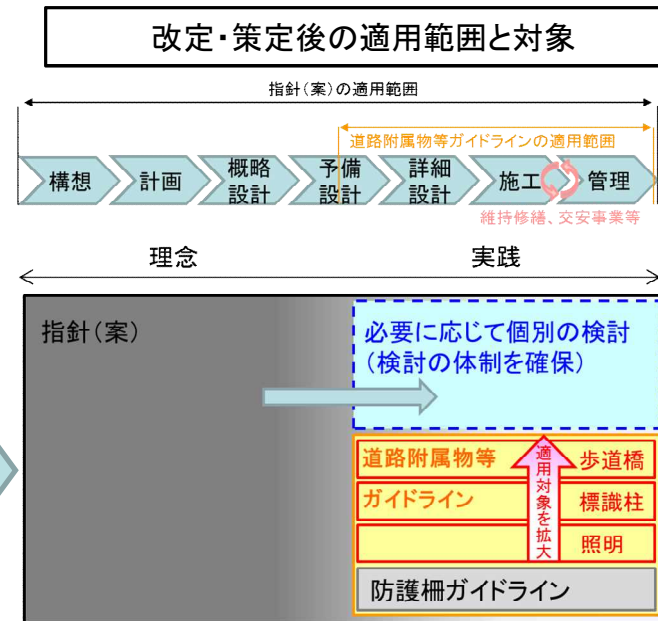 改定・策定後の適用範囲と対象
指針(案)の適用範囲
道路附属物等ガイドラインの適用範囲
構想
計画
概略
設計
予備
設計
詳細
設計
施工
管理
維持修繕、交安事業等
理念
実践
指針(案)
必要に応じて個別の検討
(検討の体制を確保)
道路附属物等
歩道橋
ガイドライン
標識柱
照明
適用対象を拡大
防護柵ガイドライン